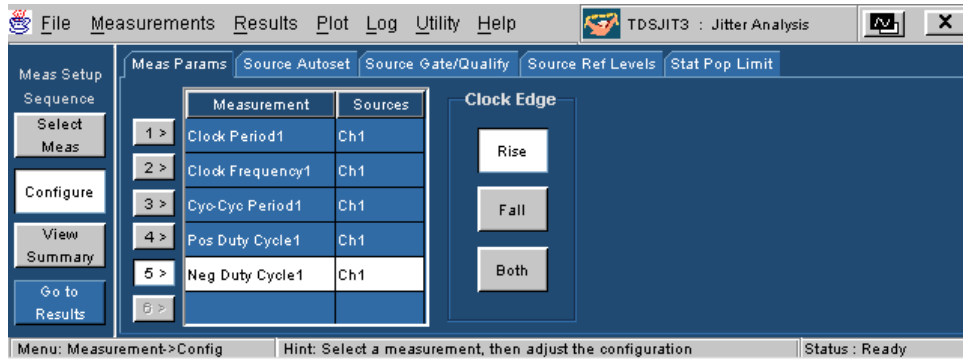 File Measurements Results Plot Log Utility Help TDSJIT3 : Jitter Analysis X
Meas Setup
Sequence
Select
Meas
Configure
View
Summary
Go to
Results
Meas Params Source Autoset Source Gate/Qualify Source Ref Levels Stat Pop Limit
Measurement Sources
1 > Clock Period1 Ch1
2 > Clock Frequency1 Ch1
3 > Cyc-Cyc Period1 Ch1
4 > Pos Duty Cycle1 Ch1
5 > Neg Duty Cycle1 Ch1
6 >
Clock Edge
Rise
Fall
Both
Menu: Measurement->Config Hint: Select a measurement, then adjust the configuration Status : Ready